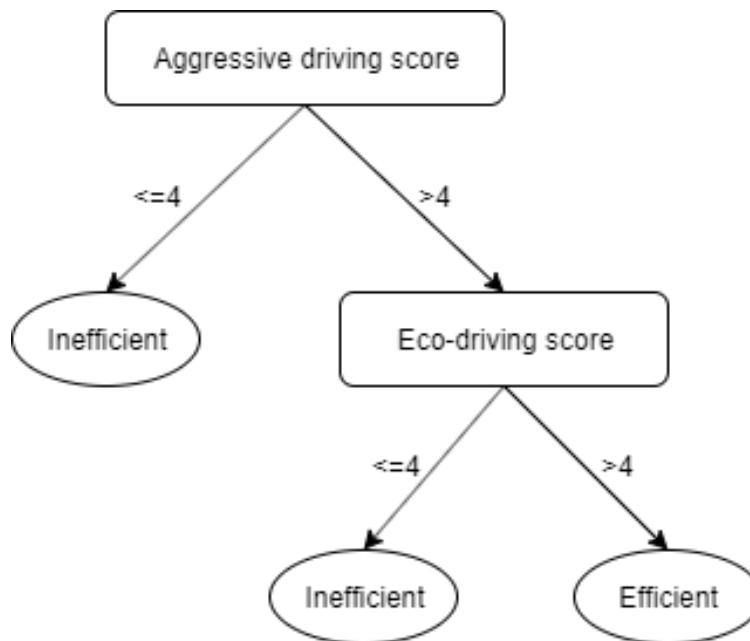 Aggressive driving score
<=4
>4
Inefficient
Eco-driving score
<=4
>4
Inefficient
Efficient